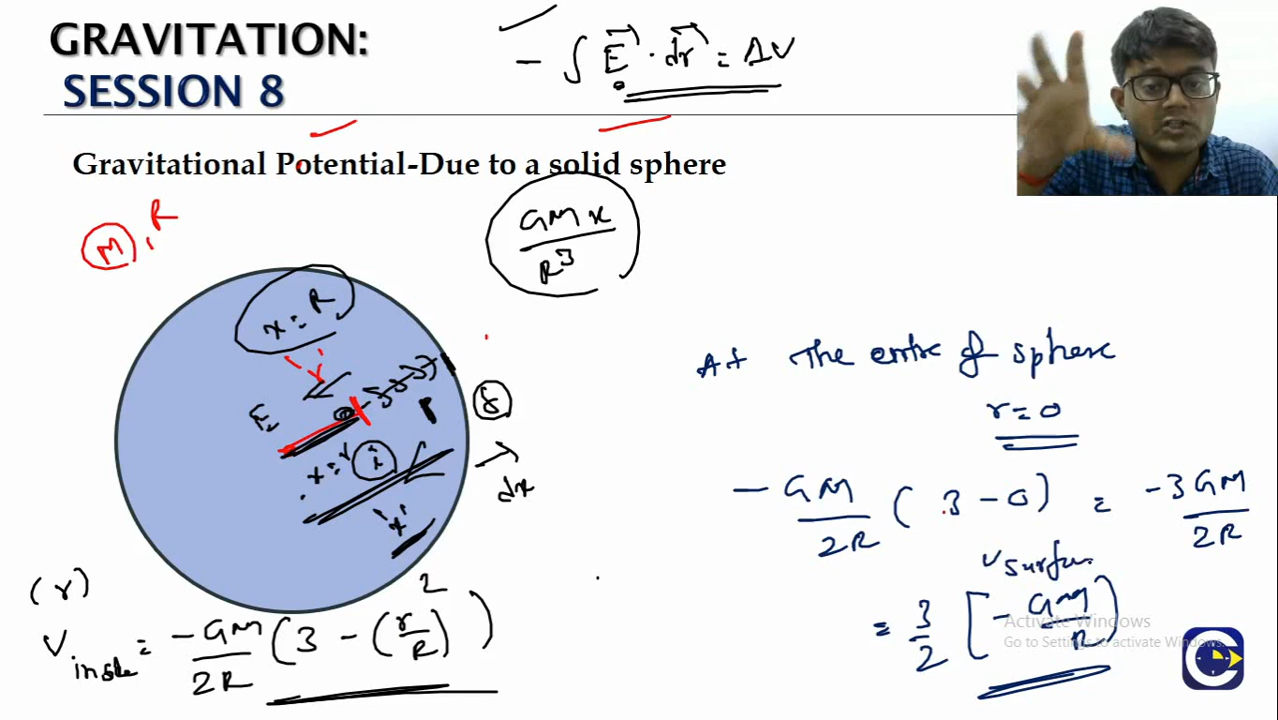 GRAVITATION:
SESSION 8
- ∫ E⃗ · dr⃗ = ΔV
Gravitational Potential-Due to a solid sphere
M, R
GMx / R³
x = R
r
E
x = r
i
f
dx
'x'
At the centre of sphere
r = 0
-GM / 2R ( 3 - 0 ) = -3GM / 2R
V surface
= 3/2 [ -GM / R ]
(r)
V inside = -GM / 2R ( 3 - (r/R)² )
Activate Windows
Go to Settings to activate Windows.